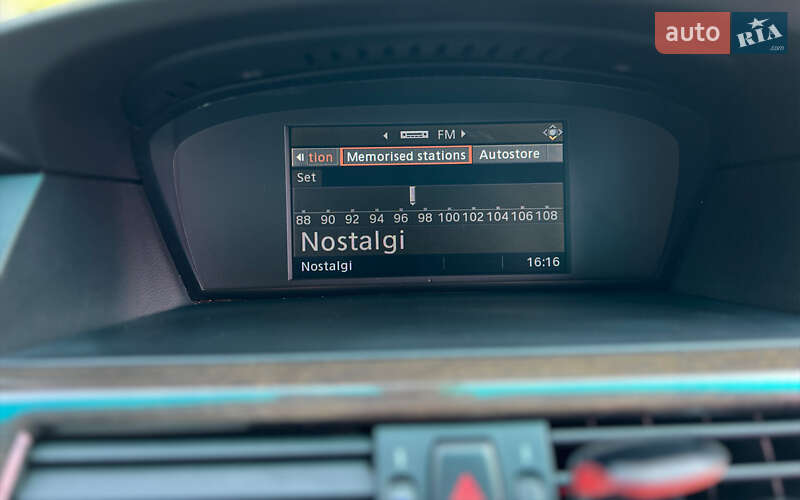 auto RIA .com
FM
tion Memorised stations Autostore
Set
88 90 92 94 96 98 100 102 104 106 108
Nostalgi
Nostalgi 16:16